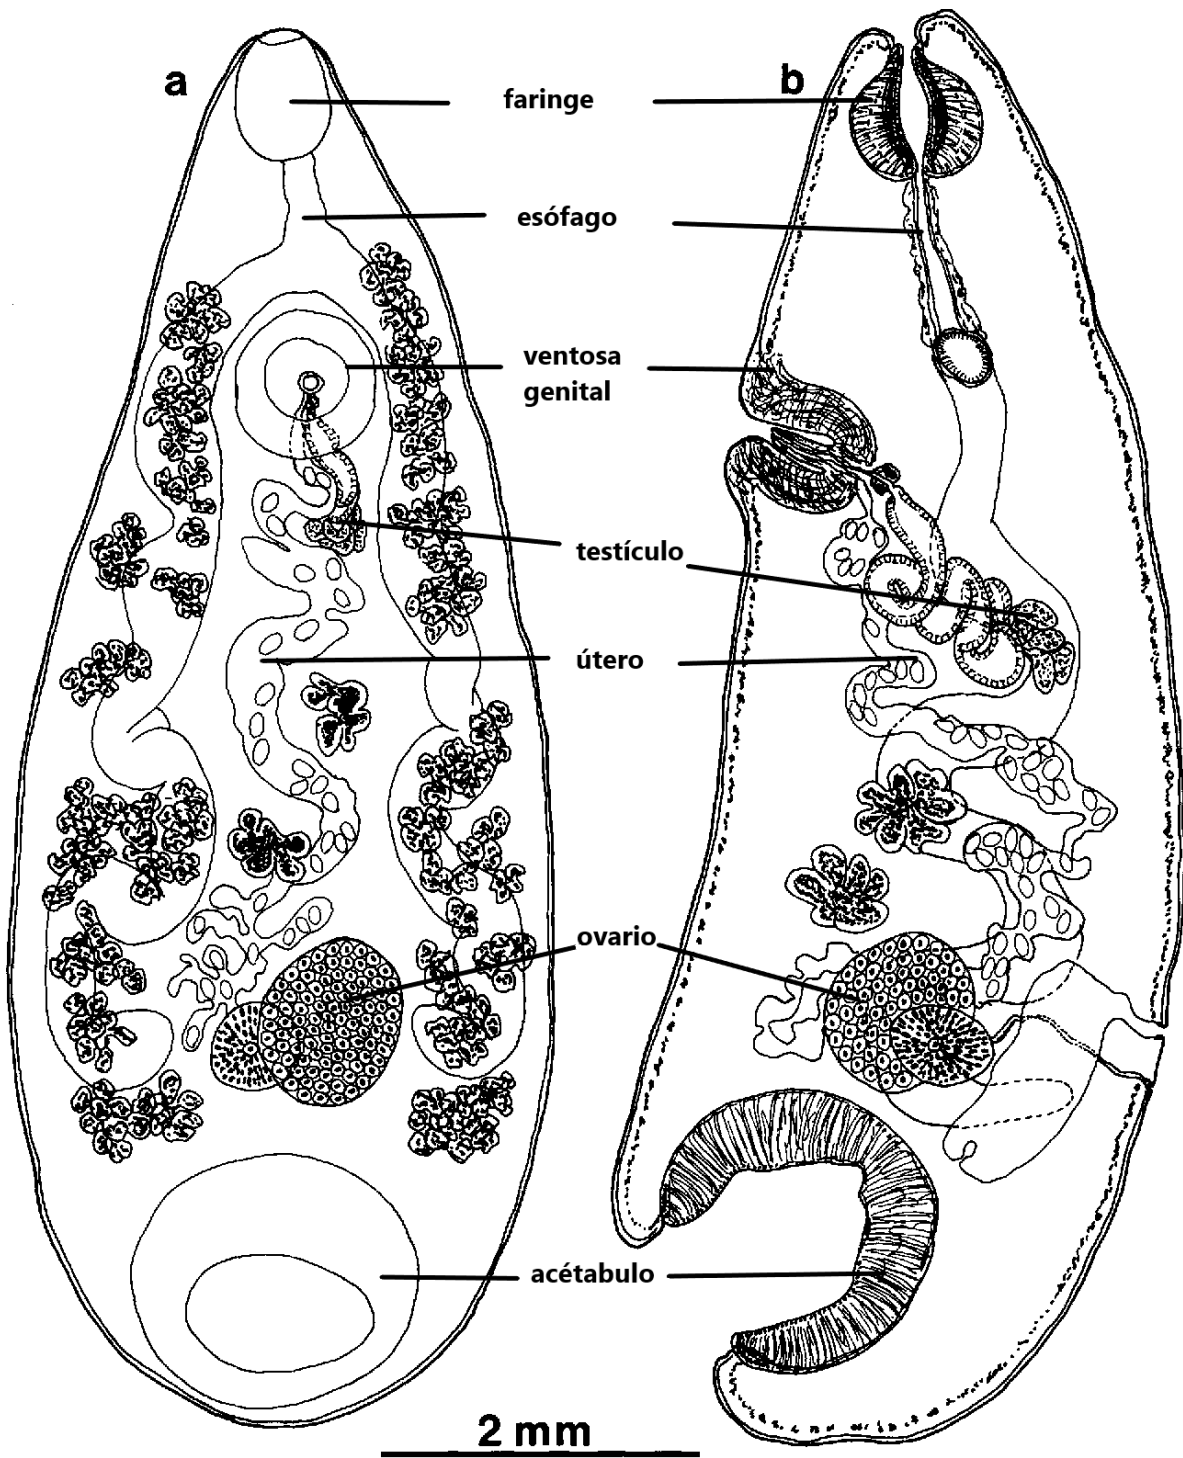 a
b
faringe
esófago
ventosa
genital
testículo
útero
ovario
acétabulo
2 mm